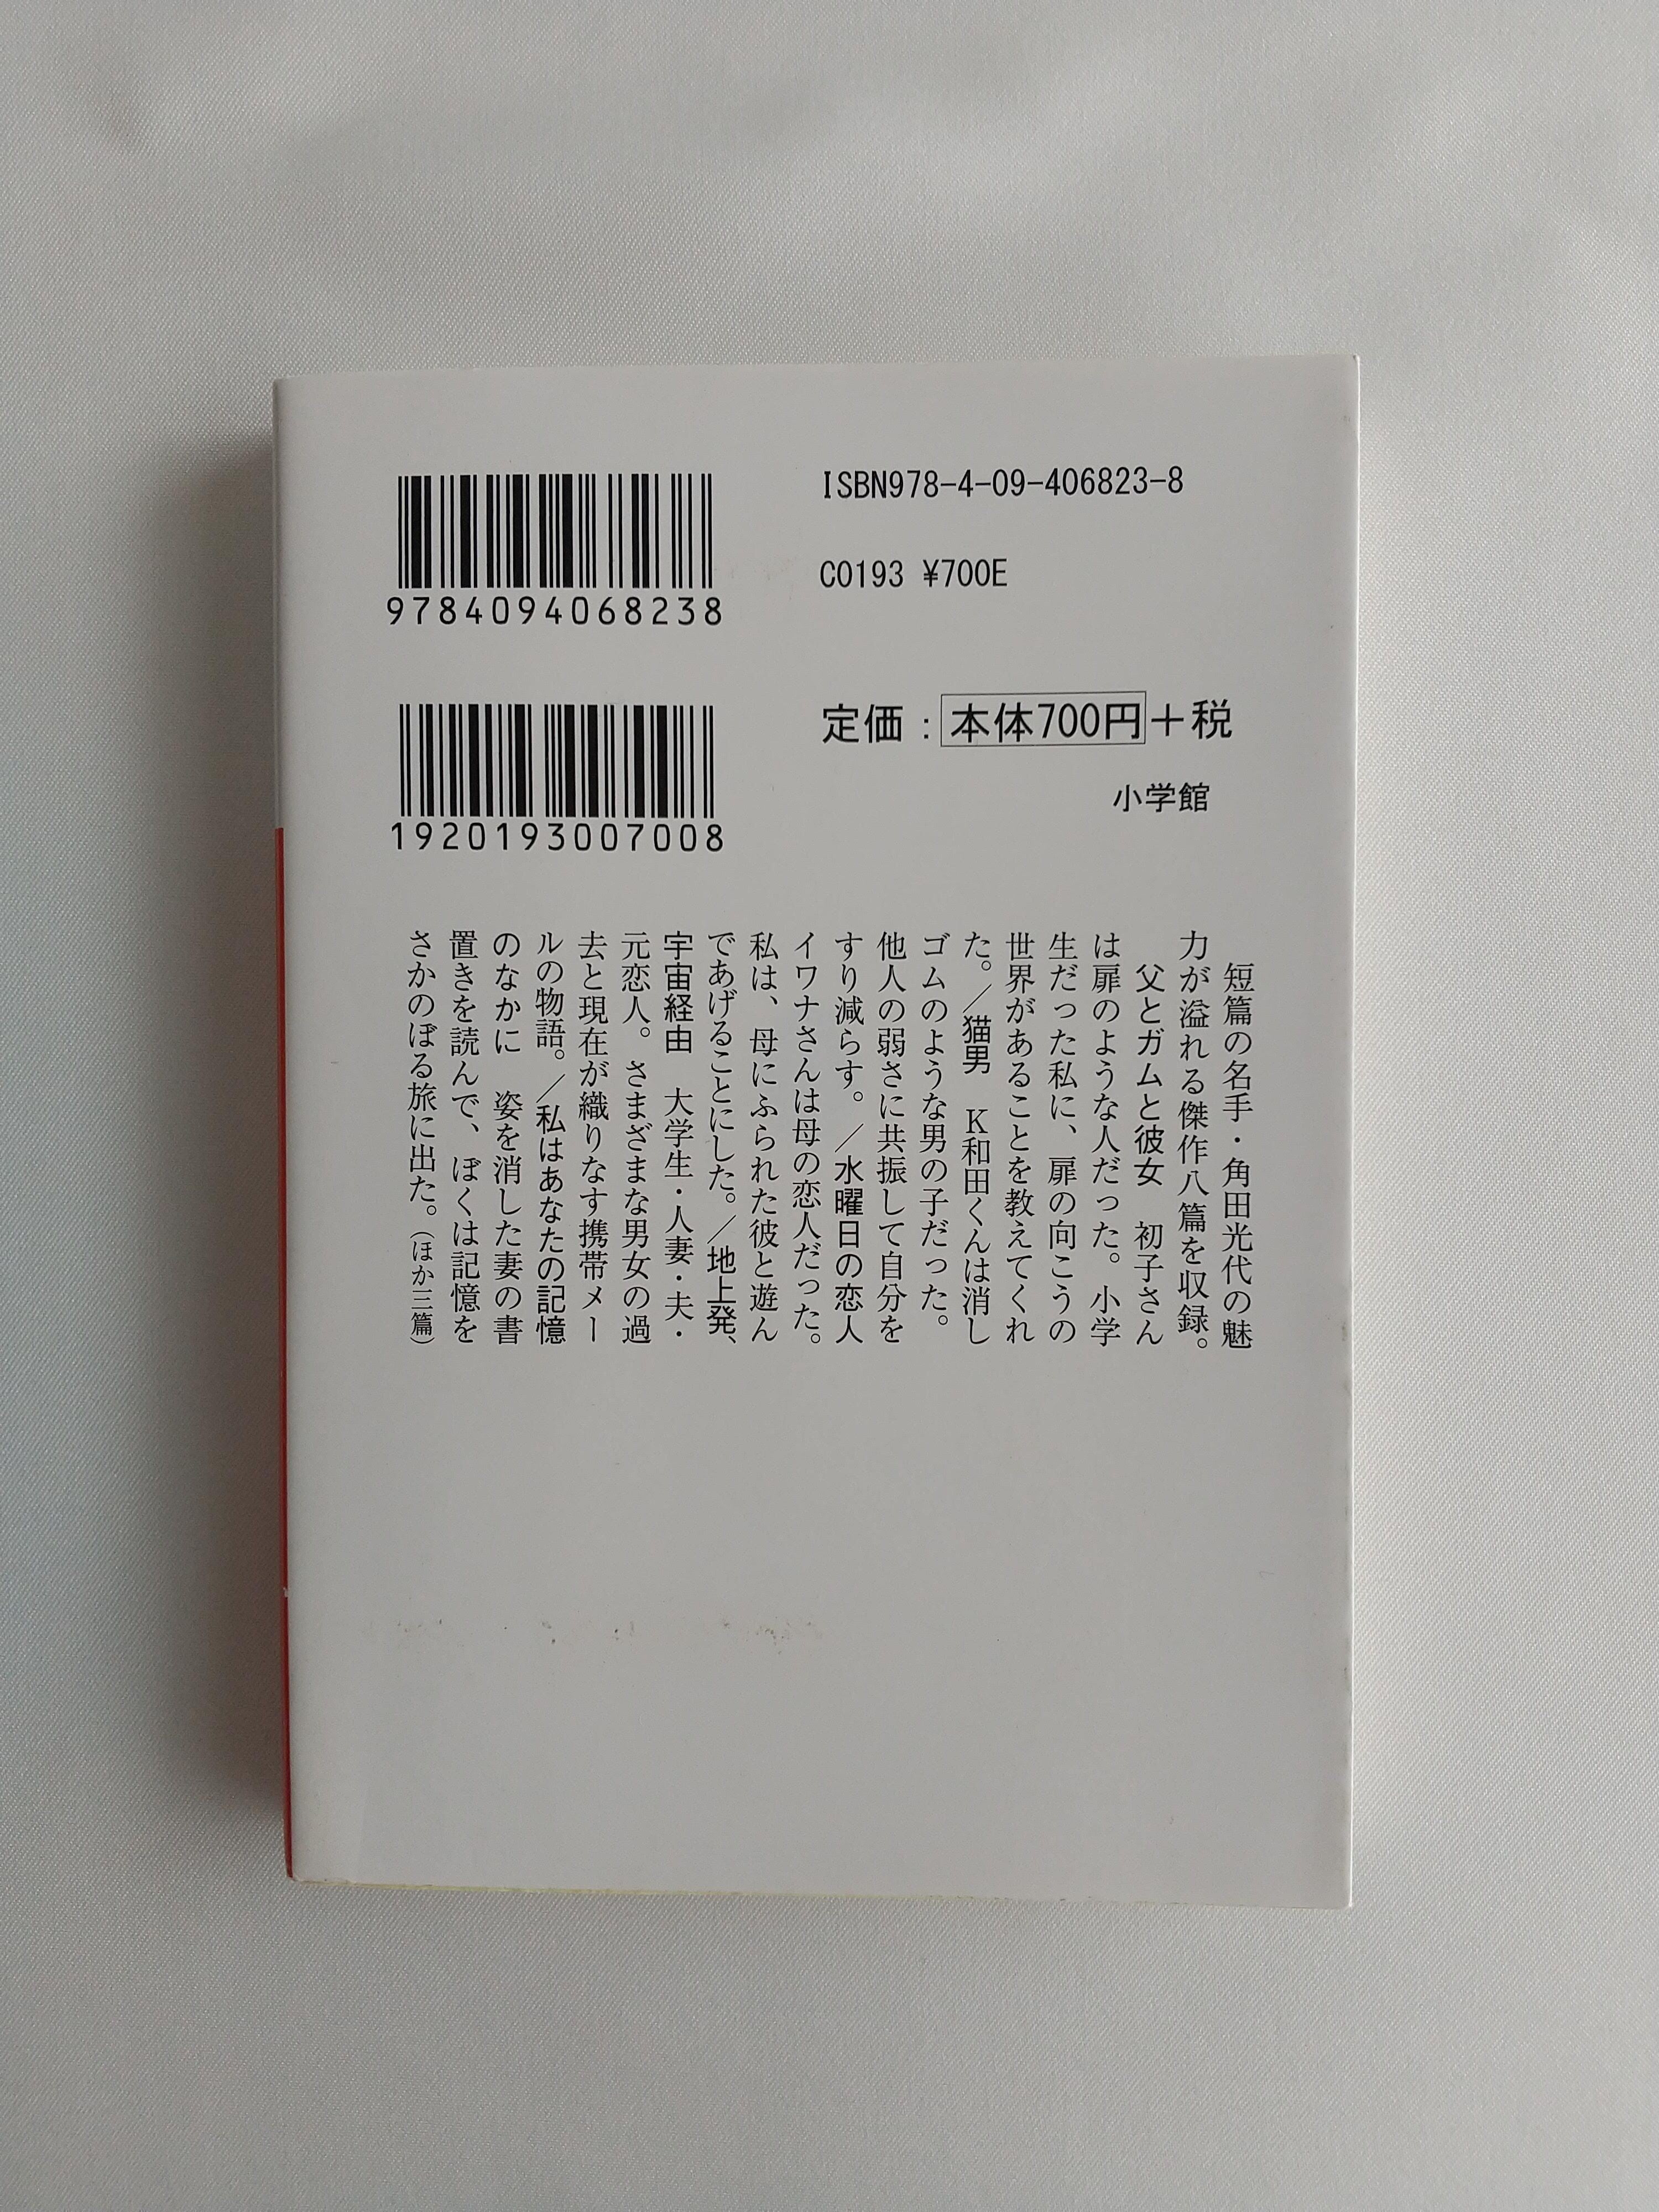 ISBN978-4-09-406823-8
C0193 ¥700E
9784094068238
定価：本体700円＋税
小学館
1920193007008
短篇の名手・角田光代の魅
力が溢れる傑作八篇を収録。
父とガムと彼女　初子さん
は扉のような人だった。小学
生だった私に、扉の向こうの
世界があることを教えてくれ
た。／猫男　K和田くんは消し
ゴムのような男の子だった。
他人の弱さに共振して自分を
すり減らす。／水曜日の恋人
イワナさんは母の恋人だった。
私は、母にふられた彼と遊ん
であげることにした。／地上発、
宇宙経由　大学生・人妻・夫・
元恋人。さまざまな男女の過
去と現在が織りなす携帯メー
ルの物語。／私はあなたの記憶
のなかに　姿を消した妻の書
置きを読んで、ぼくは記憶を
さかのぼる旅に出た。（ほか三篇）